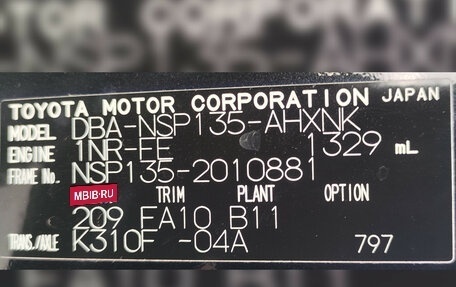 TOYOTA MOTOR CORPORATION JAPAN
MODEL DBA-NSP135-AHXNK
ENGINE 1NR-FE 1329 mL
FRAME No. NSP135-2010881
MBIB.RU TRIM PLANT OPTION
209 FA10 B11
TRANS./AXLE K310F -04A 797